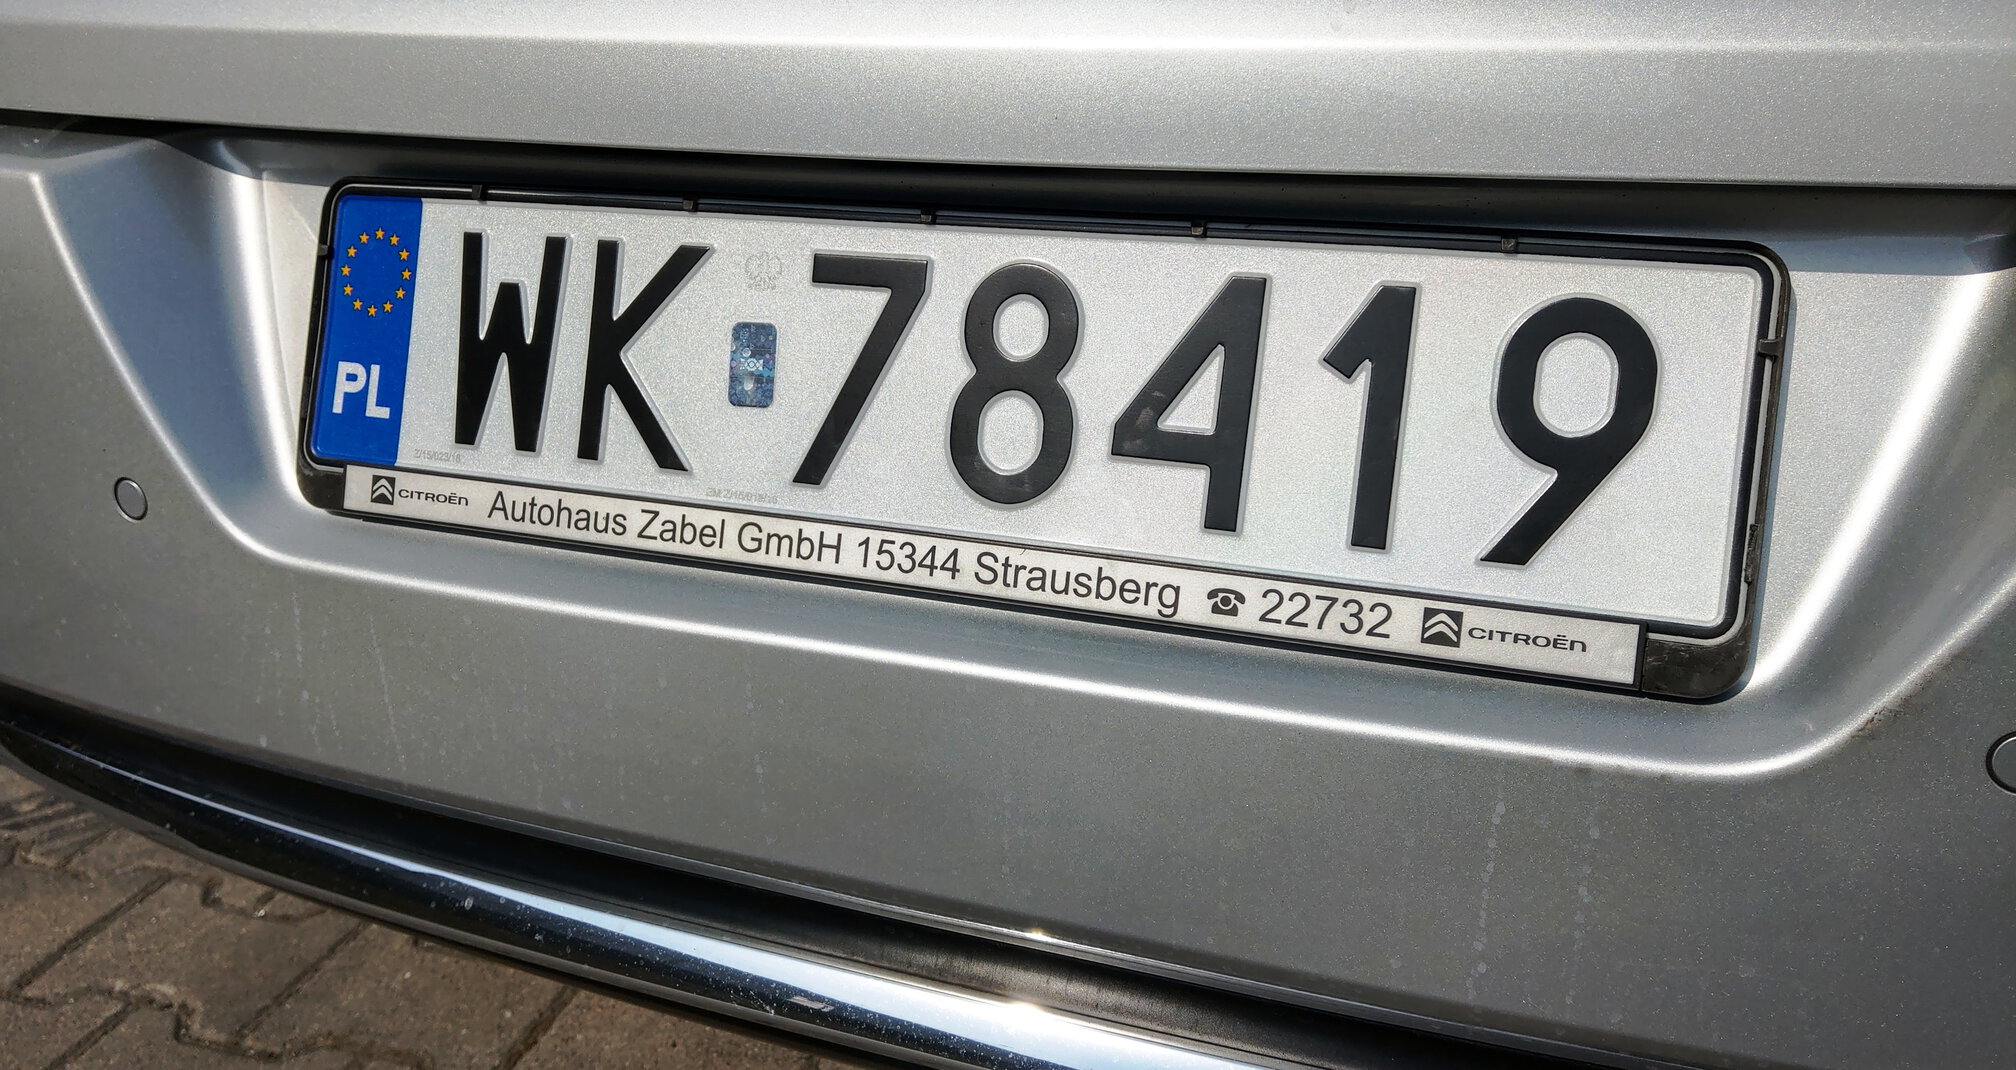 PL WK 78419
CITROËN Autohaus Zabel GmbH 15344 Strausberg ☎ 22732 CITROËN